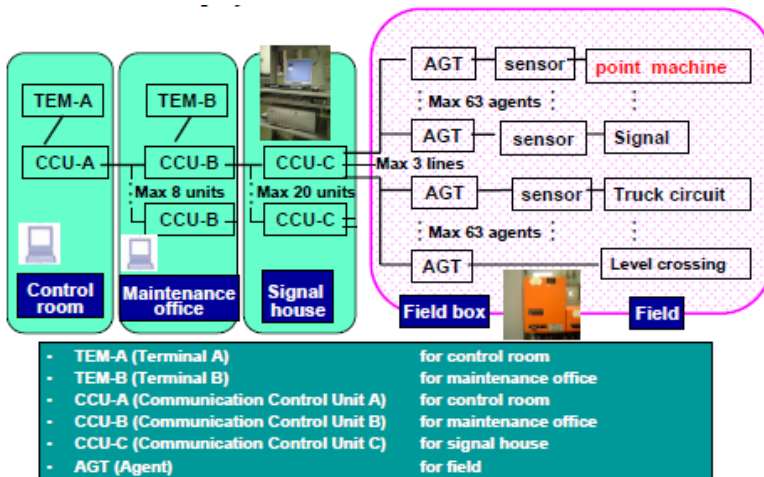 AGT sensor point machine
Max 63 agents
TEM-A TEM-B
AGT sensor Signal
CCU-A CCU-B CCU-C Max 3 lines
Max 8 units Max 20 units AGT sensor Truck circuit
CCU-B CCU-C
Max 63 agents
AGT Level crossing
Control room
Maintenance office
Signal house
Field box Field
- TEM-A (Terminal A) for control room
- TEM-B (Terminal B) for maintenance office
- CCU-A (Communication Control Unit A) for control room
- CCU-B (Communication Control Unit B) for maintenance office
- CCU-C (Communication Control Unit C) for signal house
- AGT (Agent) for field